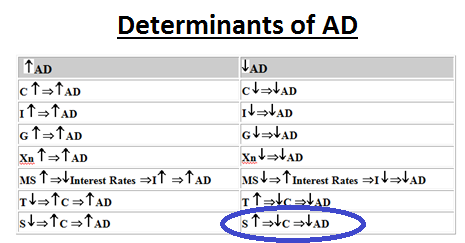 Determinants of AD
↑AD ↓AD
C ↑⇒↑AD C↓⇒↓AD
I↑⇒↑AD I↓⇒↓AD
G↑⇒↑AD G↓⇒↓AD
Xn ↑⇒↑AD Xn↓⇒↓AD
MS ↑⇒↓Interest Rates ⇒I↑ ⇒↑AD MS↓⇒↑Interest Rates ⇒I↓⇒↓AD
T↓⇒↑C ⇒↑AD T ↑⇒↓C ⇒↓AD
S↓⇒↑C ⇒↑AD S ↑⇒↓C ⇒↓AD